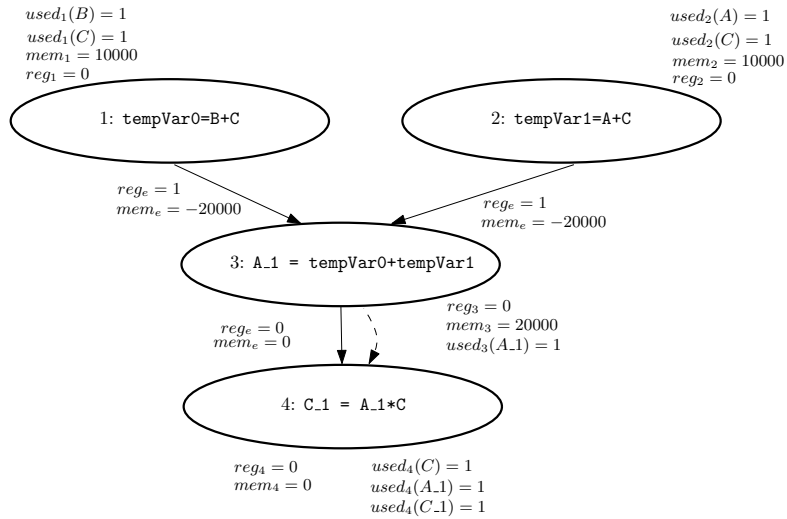 used₁(B) = 1
used₁(C) = 1
mem₁ = 10000
reg₁ = 0
used₂(A) = 1
used₂(C) = 1
mem₂ = 10000
reg₂ = 0
1: tempVar0=B+C
2: tempVar1=A+C
regₑ = 1
memₑ = −20000
regₑ = 1
memₑ = −20000
3: A_1 = tempVar0+tempVar1
regₑ = 0
memₑ = 0
reg₃ = 0
mem₃ = 20000
used₃(A_1) = 1
4: C_1 = A_1*C
reg₄ = 0
mem₄ = 0
used₄(C) = 1
used₄(A_1) = 1
used₄(C_1) = 1